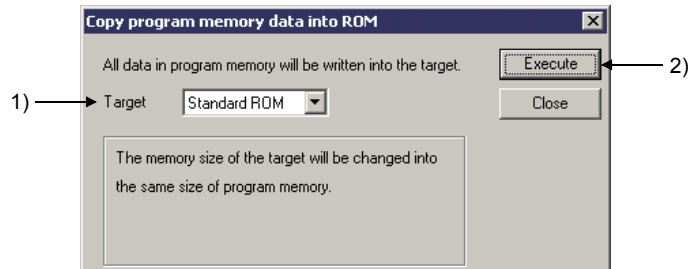 Copy program memory data into ROM
All data in program memory will be written into the target.
Execute
2)
1)
Target
Standard ROM
Close
The memory size of the target will be changed into
the same size of program memory.